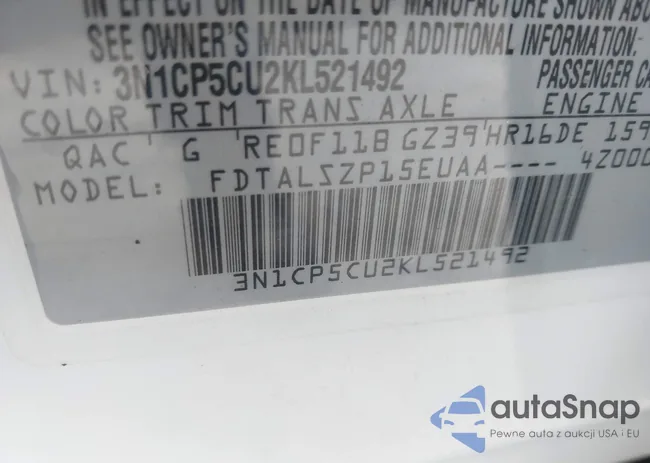 IN EFFECT ON THE DATE OF MANUFACTURE SHOWN ABO
SEE OWNER'S MANUAL FOR ADDITIONAL INFORMATION.
VIN: 3N1CP5CU2KL521492 PASSENGER CA
COLOR TRIM TRANS AXLE ENGINE
QAC G RE0F11B GZ39 HR16DE 159
MODEL: FDTALSZP15EUAA---- 4Z000
3N1CP5CU2KL521492
autaSnap
Pewne auta z aukcji USA i EU